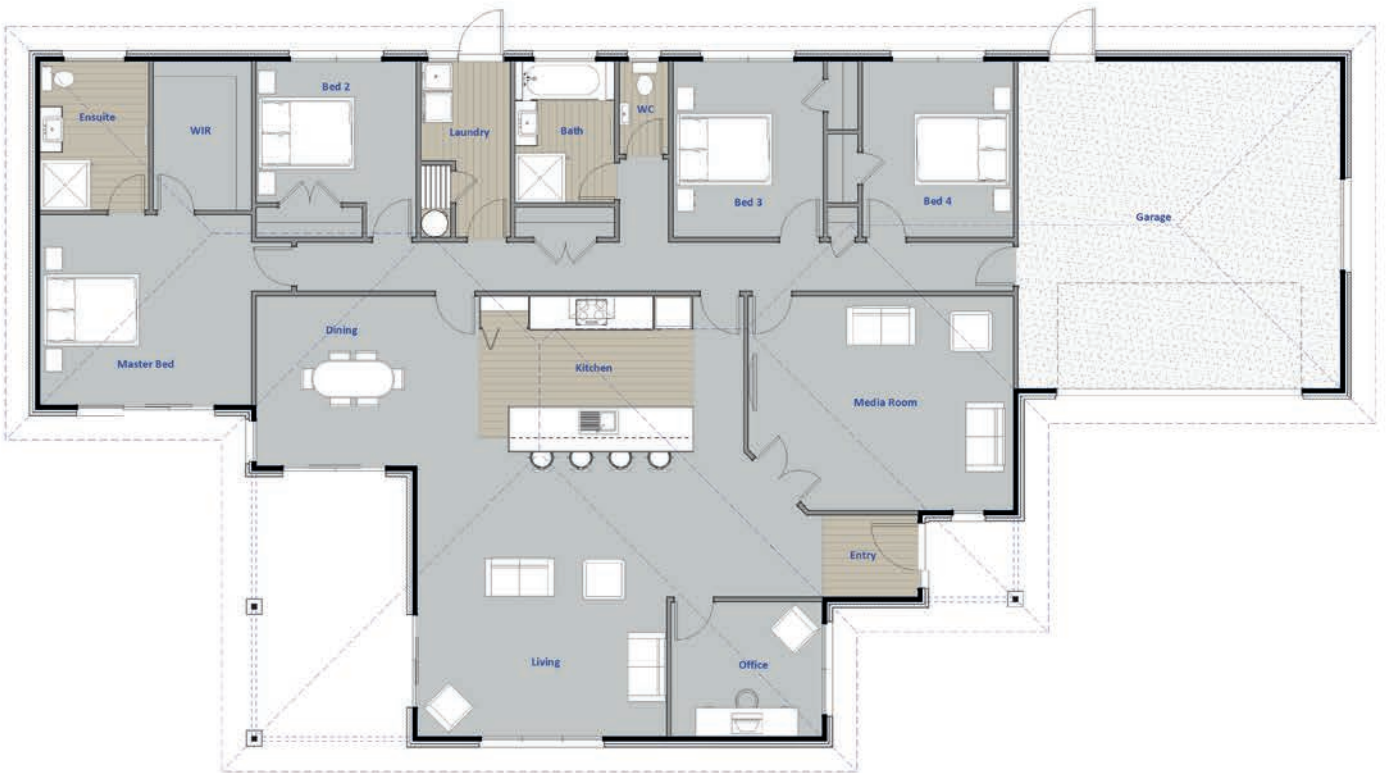 Bed 2
Ensuite
WIR
Laundry
Bath
WC
Bed 3
Bed 4
Garage
Dining
Master Bed
Kitchen
Media Room
Entry
Living
Office